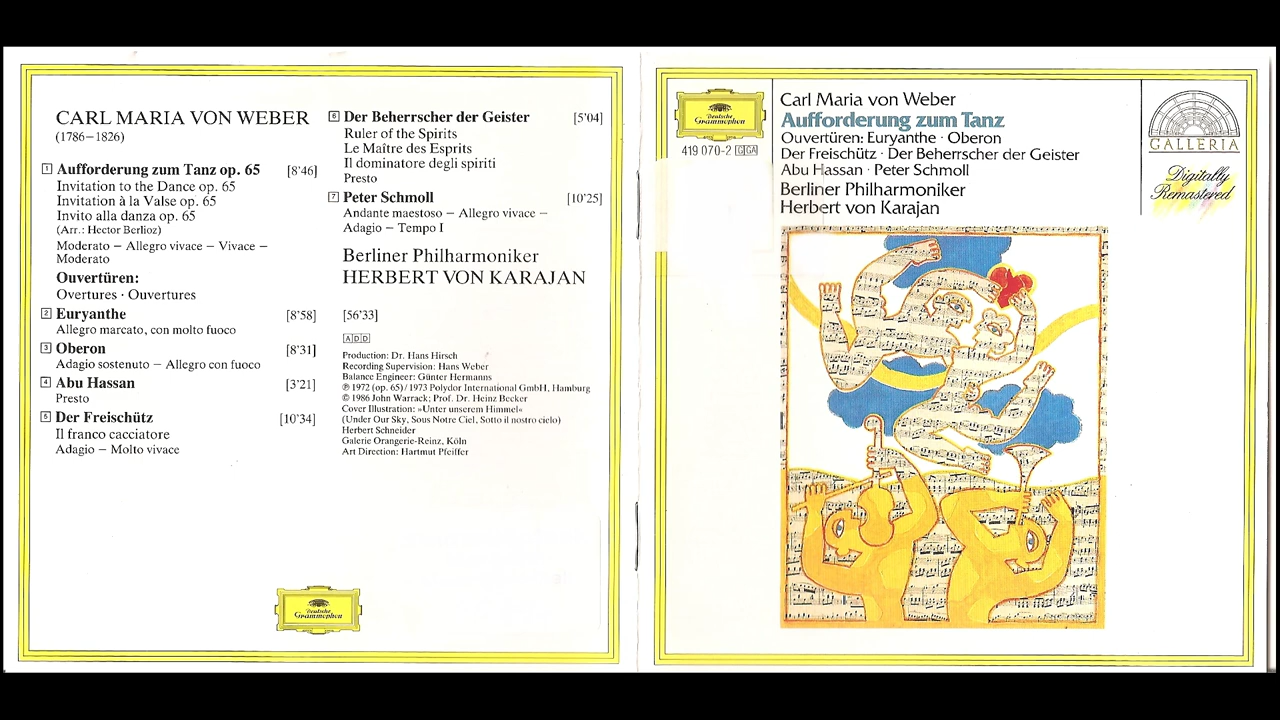 CARL MARIA VON WEBER
(1786–1826)
1 Aufforderung zum Tanz op. 65 [8'46]
Invitation to the Dance op. 65
Invitation à la Valse op. 65
Invito alla danza op. 65
(Arr.: Hector Berlioz)
Moderato – Allegro vivace – Vivace –
Moderato
Ouvertüren:
Overtures · Ouvertures
2 Euryanthe [8'58]
Allegro marcato, con molto fuoco
3 Oberon [8'31]
Adagio sostenuto – Allegro con fuoco
4 Abu Hassan [3'21]
Presto
5 Der Freischütz [10'34]
Il franco cacciatore
Adagio – Molto vivace
6 Der Beherrscher der Geister [5'04]
Ruler of the Spirits
Le Maître des Esprits
Il dominatore degli spiriti
Presto
7 Peter Schmoll [10'25]
Andante maestoso – Allegro vivace –
Adagio – Tempo I
Berliner Philharmoniker
HERBERT VON KARAJAN
[56'33]
ADD
Production: Dr. Hans Hirsch
Recording Supervision: Hans Weber
Balance Engineer: Günter Hermanns
℗ 1972 (op. 65) / 1973 Polydor International GmbH, Hamburg
© 1986 John Warrack; Prof. Dr. Heinz Becker
Cover Illustration: »Unter unserem Himmel«
(Under Our Sky, Sous Notre Ciel, Sotto il nostro cielo)
Herbert Schneider
Galerie Orangerie-Reinz, Köln
Art Direction: Hartmut Pfeiffer
Deutsche
Grammophon
Deutsche
Grammophon
419 070-2 GGA
Carl Maria von Weber
Aufforderung zum Tanz
Ouvertüren: Euryanthe · Oberon
Der Freischütz · Der Beherrscher der Geister
Abu Hassan · Peter Schmoll
Berliner Philharmoniker
Herbert von Karajan
GALLERIA
Digitally
Remastered